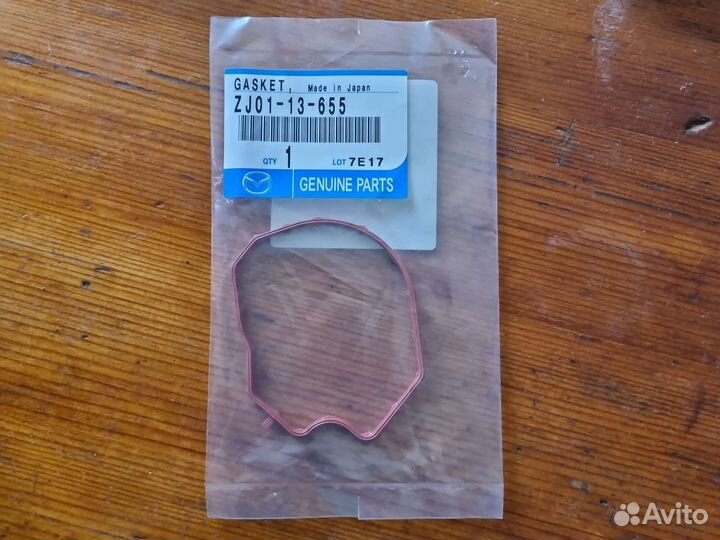 GASKET, Made in Japan
ZJ01-13-655
QTY 1 LOT 7E17
GENUINE PARTS
Avito